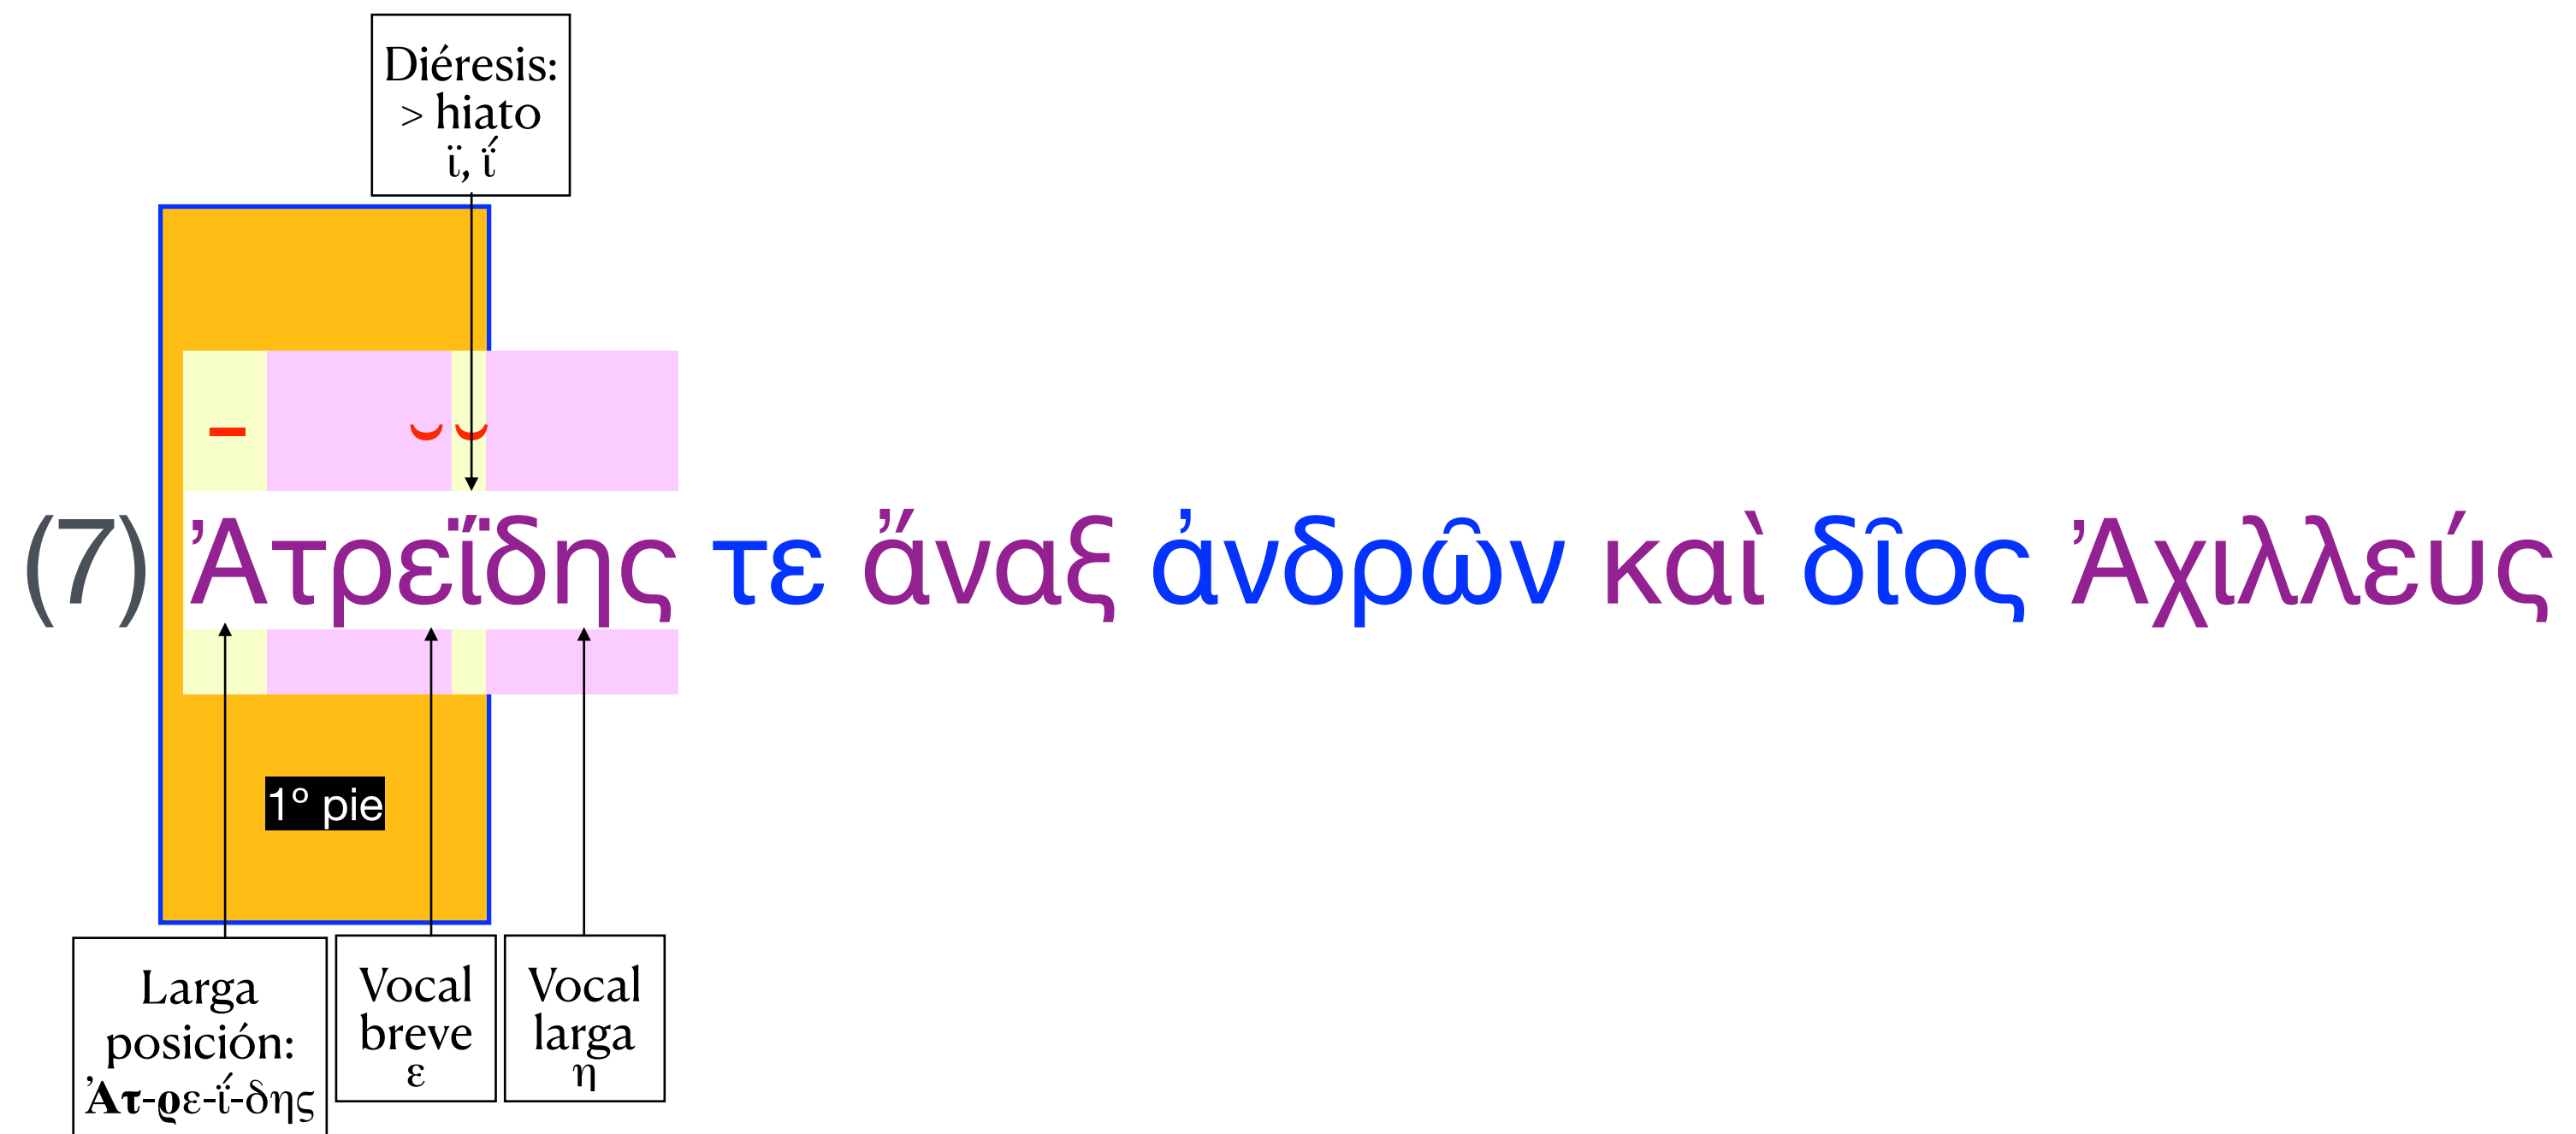 Diéresis:
> hiato
ϊ, ΐ
– ⏑ ⏑
(7) Ἀτρεΐδης τε ἄναξ ἀνδρῶν καὶ δῖος Ἀχιλλεύς
1º pie
Larga
posición:
Ἀτ-ρε-ΐ-δης
Vocal
breve
ε
Vocal
larga
η